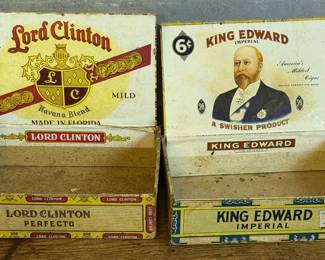 Lord Clinton
L C
MILD
Havana Blend
MADE IN FLORIDA
LORD CLINTON
LORD CLINTON
PERFECTO
6¢
KING EDWARD
IMPERIAL
America's
Mildest
Cigar
A SWISHER PRODUCT
KING EDWARD
KING EDWARD
IMPERIAL